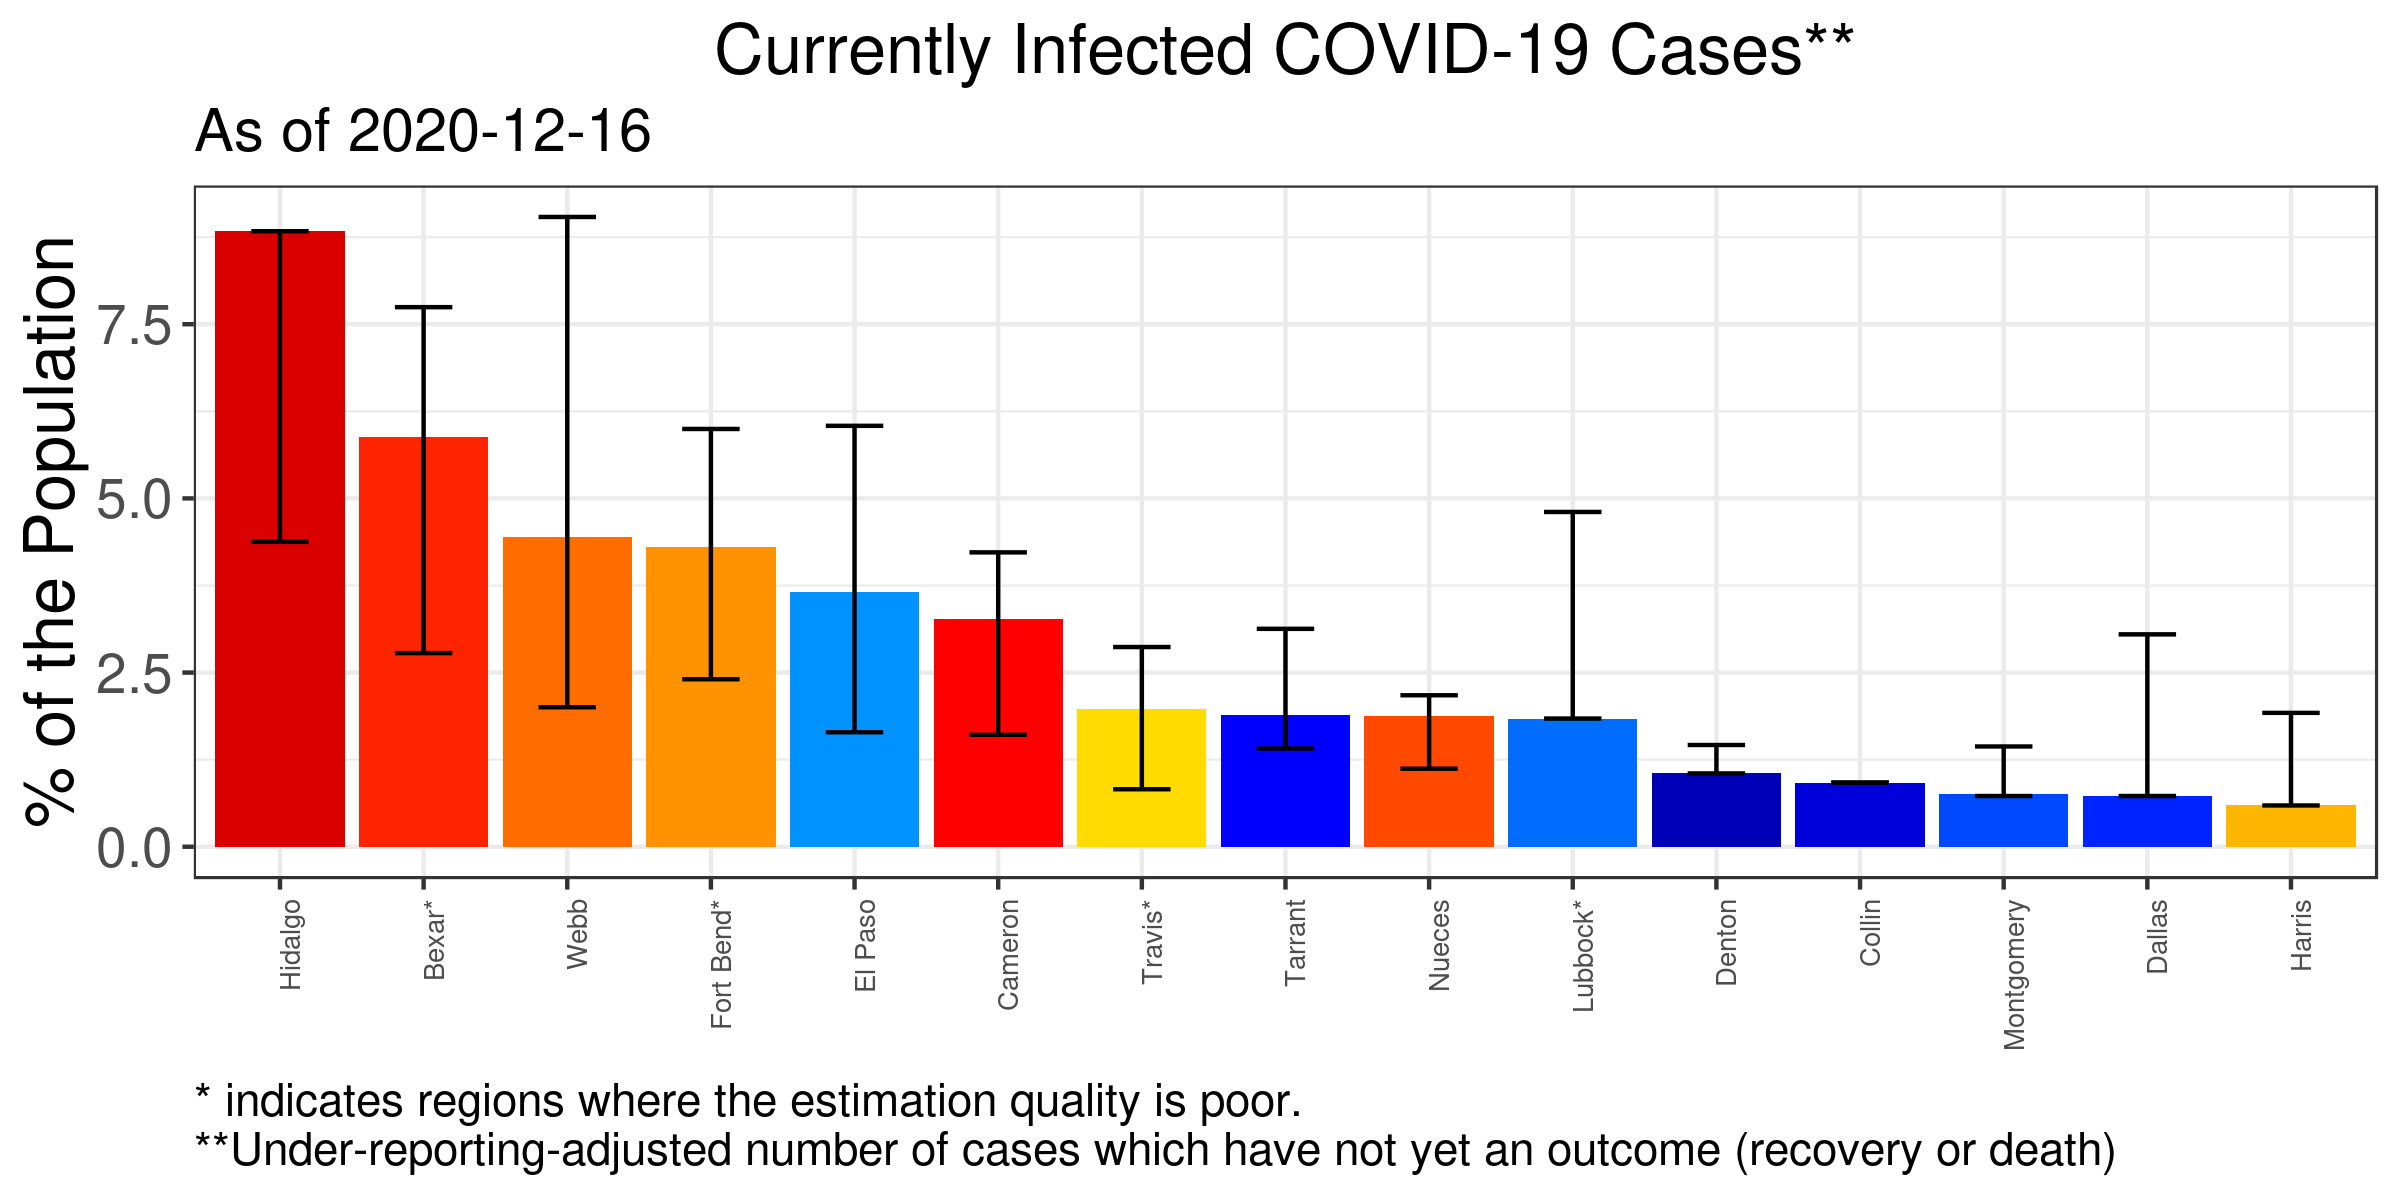 Currently Infected COVID-19 Cases**
As of 2020-12-16
% of the Population
7.5
5.0
2.5
0.0
Hidalgo
Bexar*
Webb
Fort Bend*
El Paso
Cameron
Travis*
Tarrant
Nueces
Lubbock*
Denton
Collin
Montgomery
Dallas
Harris
* indicates regions where the estimation quality is poor.
**Under-reporting-adjusted number of cases which have not yet an outcome (recovery or death)